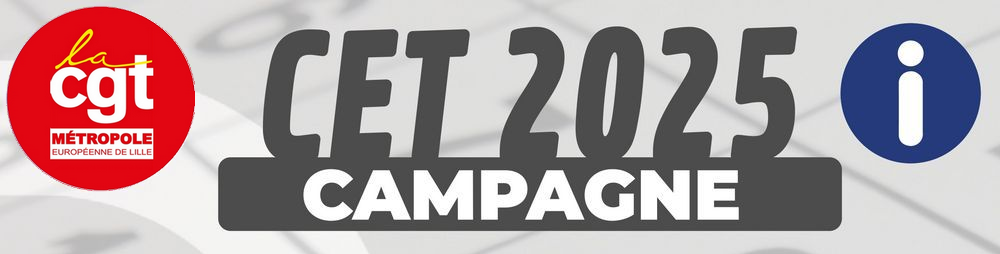 la
cgt
MÉTROPOLE
EUROPÉENNE DE LILLE
CET 2025
CAMPAGNE
i